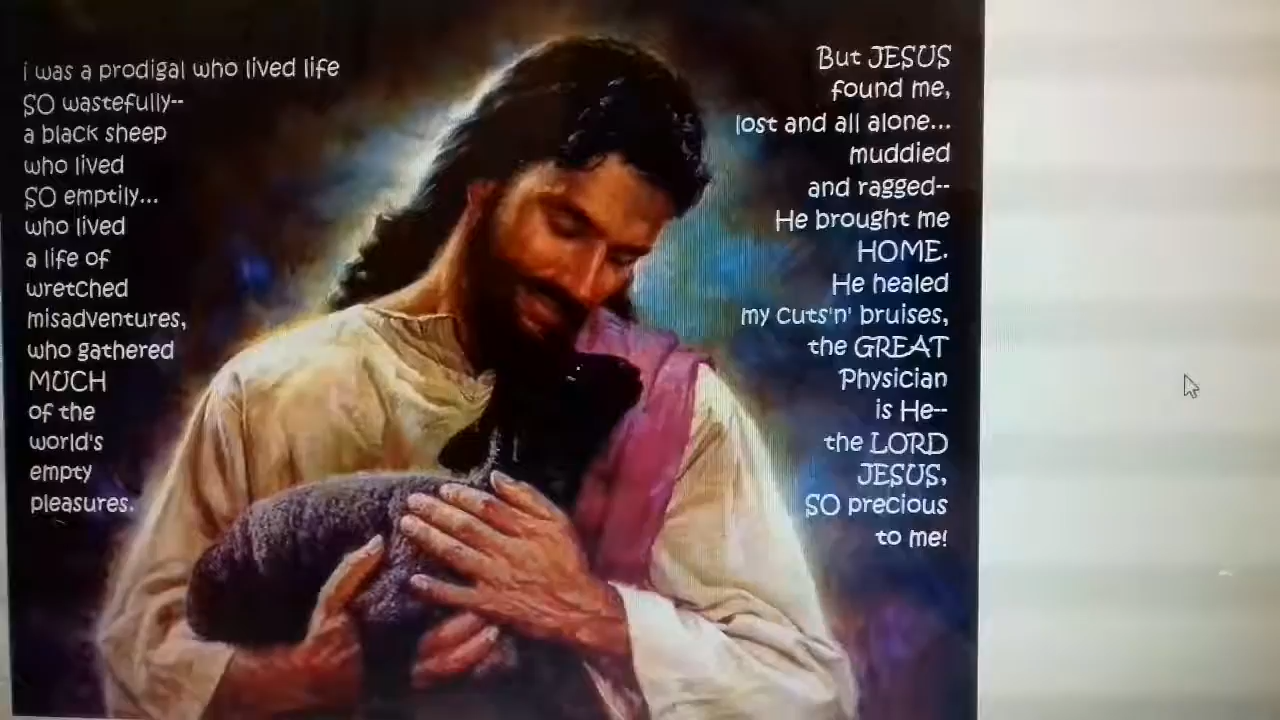 i was a prodigal who lived life
SO wastefully--
a black sheep
who lived
SO emptily...
who lived
a life of
wretched
misadventures,
who gathered
MUCH
of the
world's
empty
pleasures.
But JESUS
found me,
lost and all alone...
muddied
and ragged--
He brought me
HOME.
He healed
my cuts'n' bruises,
the GREAT
Physician
is He--
the LORD
JESUS,
SO precious
to me!